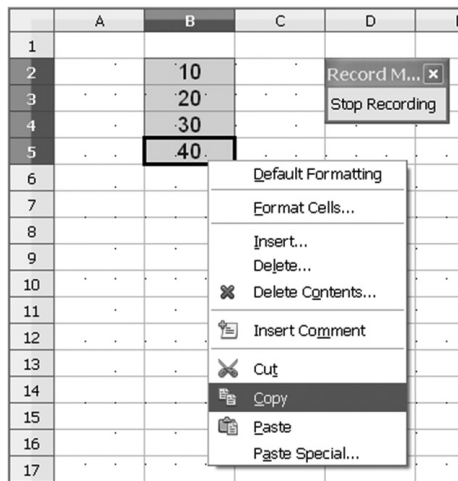 A B C D
1
2 10 Record M... x
3 20 Stop Recording
4 30
5 40
6 Default Formatting
7 Format Cells...
8
9 Insert...
Delete...
10 Delete Contents...
11
12 Insert Comment
13 Cut
14 Copy
15 Paste
16 Paste Special...
17